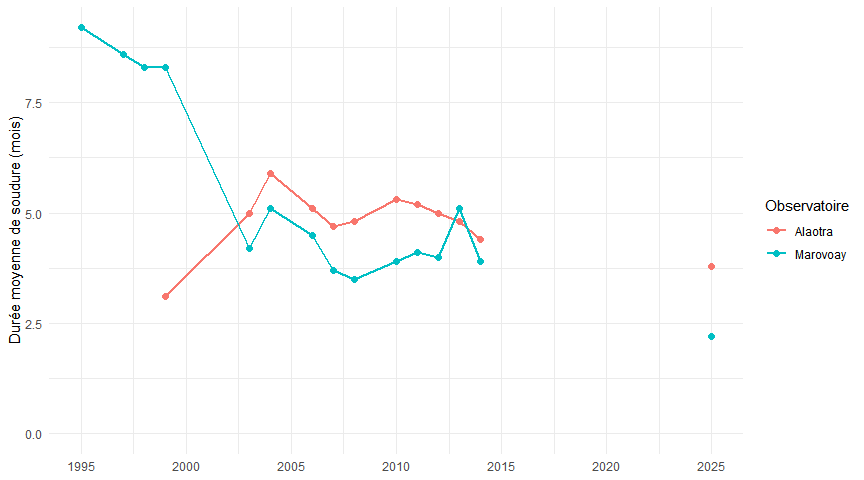 Durée moyenne de soudure (mois)
7.5
5.0
2.5
0.0
1995 2000 2005 2010 2015 2020 2025
Observatoire
Alaotra
Marovoay